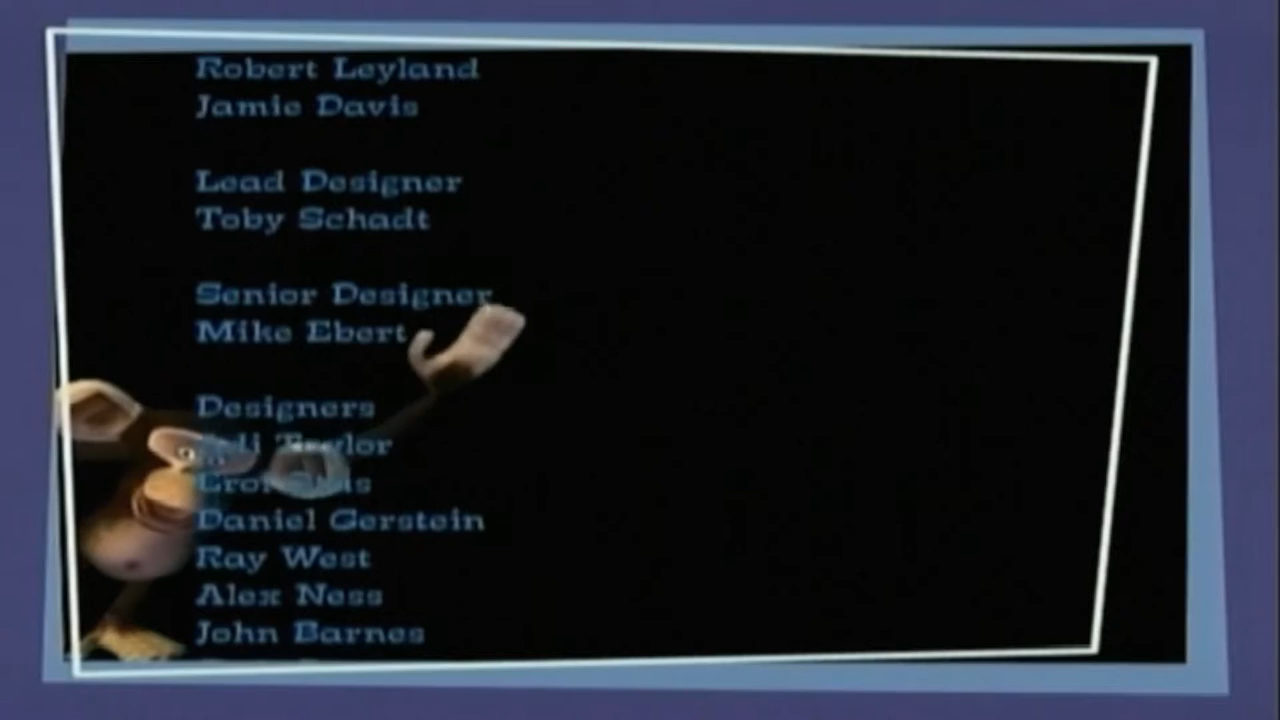 Robert Leyland
Jamie Davis
Lead Designer
Toby Schadt
Senior Designer
Mike Ebert
Designers
Daniel Gerstein
Ray West
Alex Ness
John Barnes